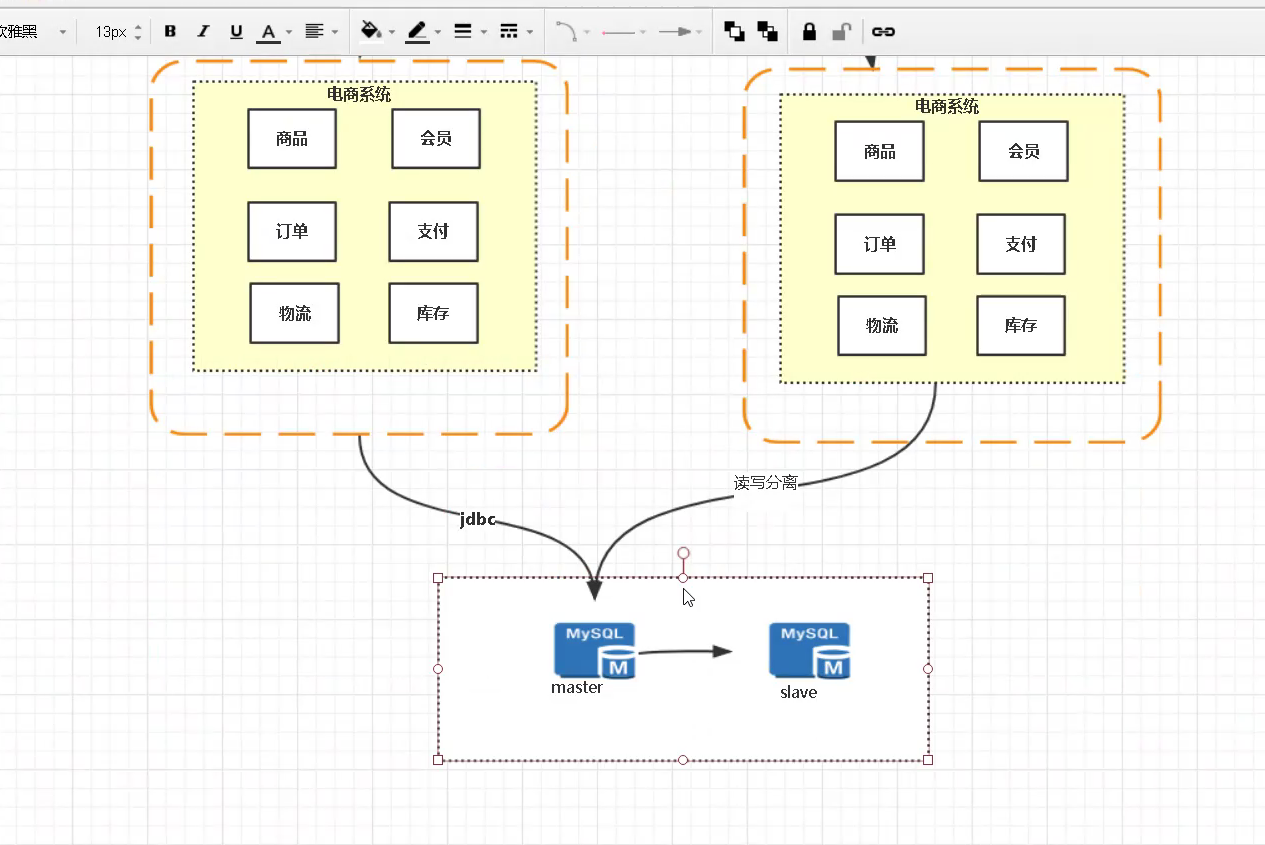 软雅黑 13px B I U A
电商系统
商品 会员
订单 支付
物流 库存
电商系统
商品 会员
订单 支付
物流 库存
读写分离
jdbc
MySQL
M
master
MySQL
M
slave